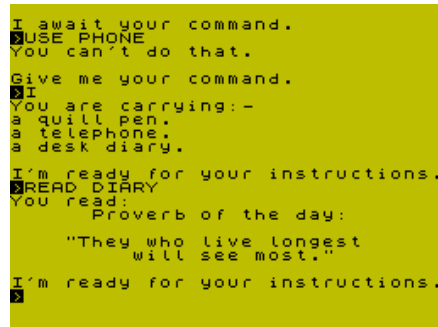 I await your command.
>USE PHONE
You can't do that.
Give me your command.
>I
You are carrying:-
a quill pen.
a telephone.
a desk diary.
I'm ready for your instructions.
>READ DIARY
You read:
Proverb of the day:
"They who live longest
will see most."
I'm ready for your instructions.
>